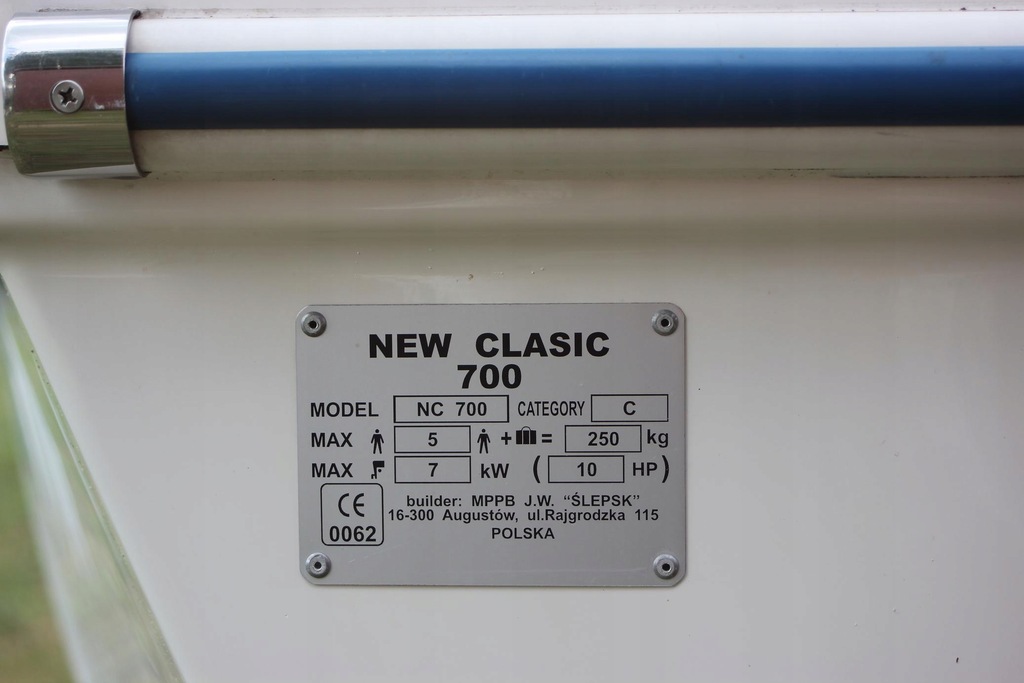 NEW CLASIC
700
MODEL NC 700 CATEGORY C
MAX 5 + = 250 kg
MAX 7 kW ( 10 HP )
CE
0062
builder: MPPB J.W. “ŚLEPSK”
16-300 Augustów, ul.Rajgrodzka 115
POLSKA